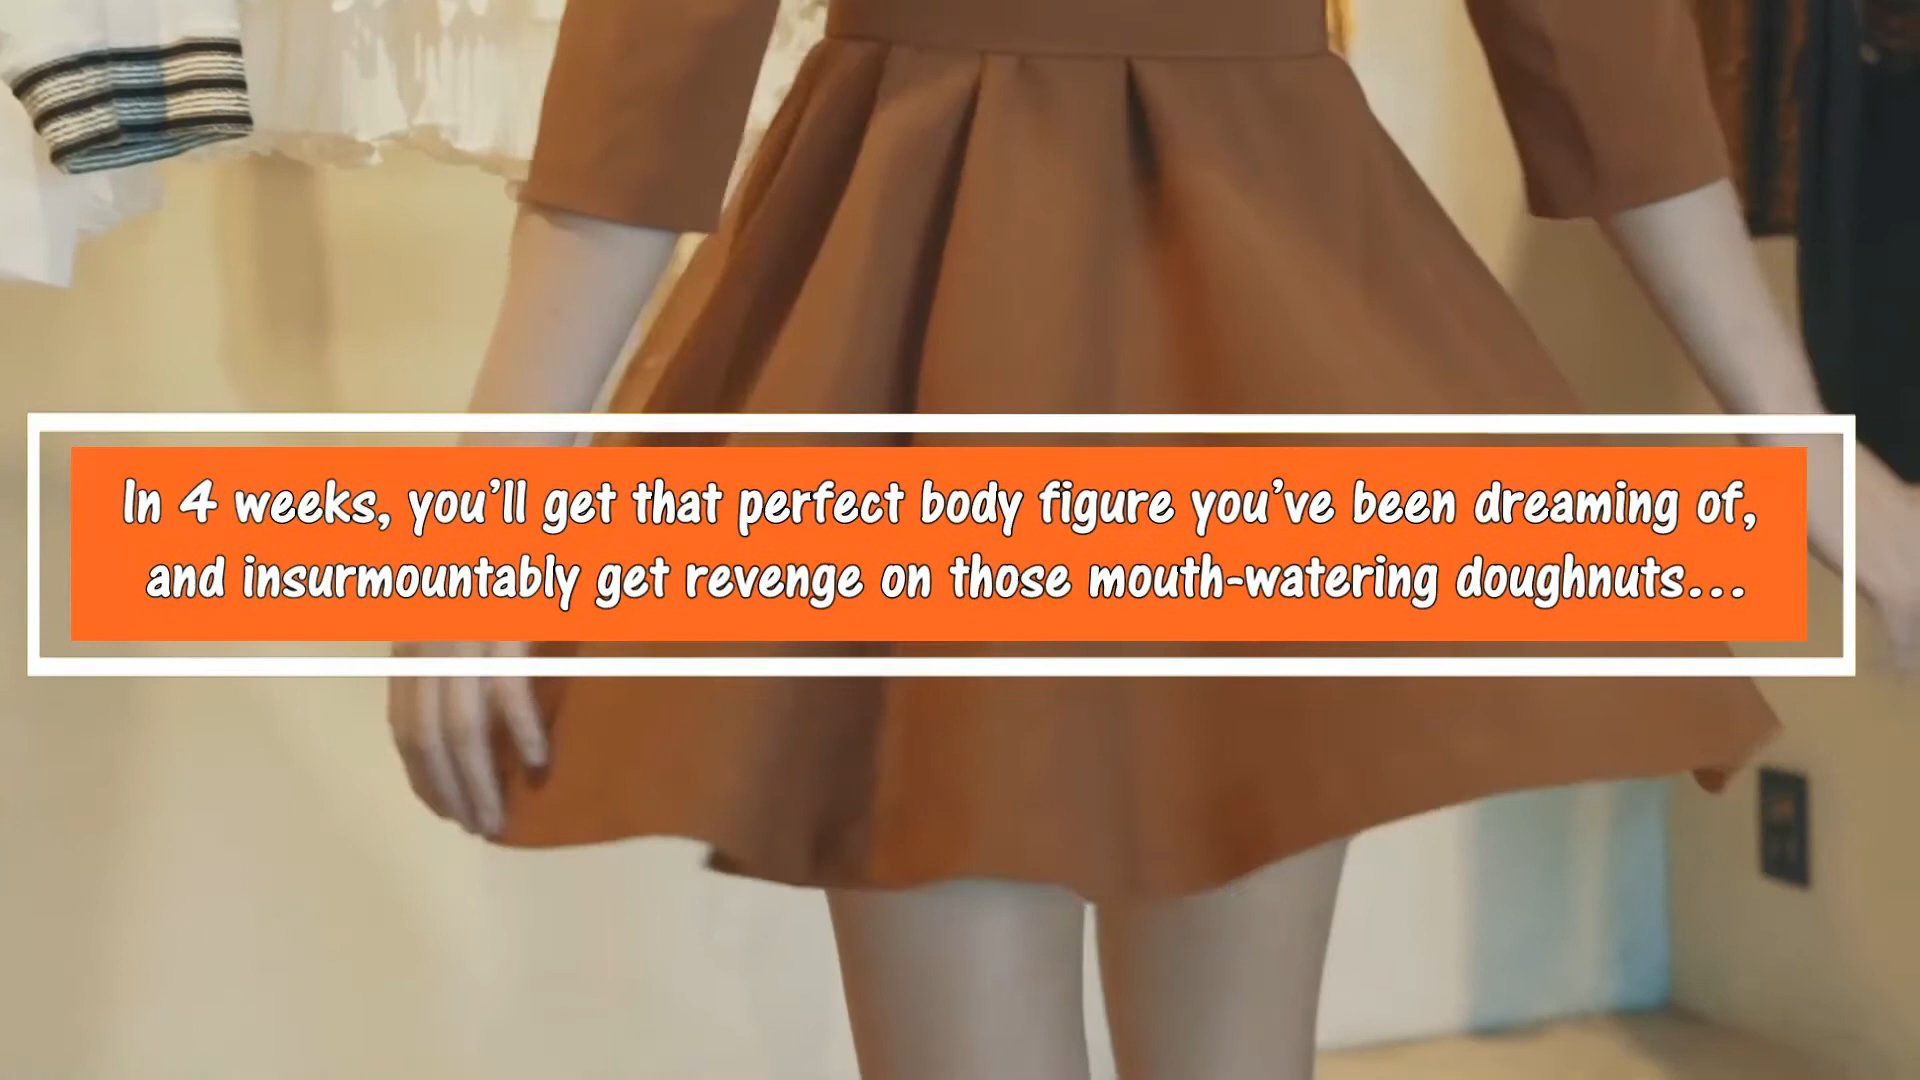 In 4 weeks, you’ll get that perfect body figure you’ve been dreaming of,
and insurmountably get revenge on those mouth-watering doughnuts...